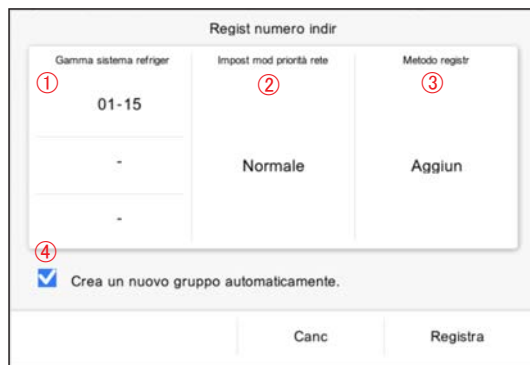 Regist numero indir
Gamma sistema refriger
Impost mod priorità rete
Metodo registr
①
②
③
01-15
-
Normale
Aggiun
-
④
Crea un nuovo gruppo automaticamente.
Canc
Registra